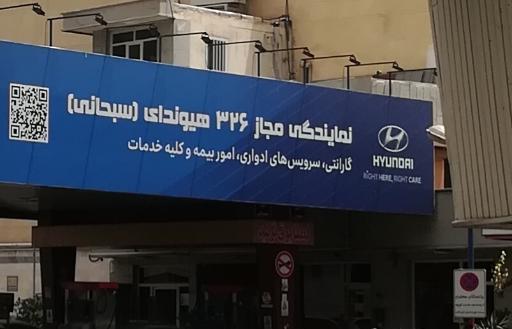 نمایندگی مجاز ۳۲۶ هیوندای (سبحانی)
گارانتی، سرویس‌های ادواری، امور بیمه و کلیه خدمات
HYUNDAI
RIGHT HERE, RIGHT CARE